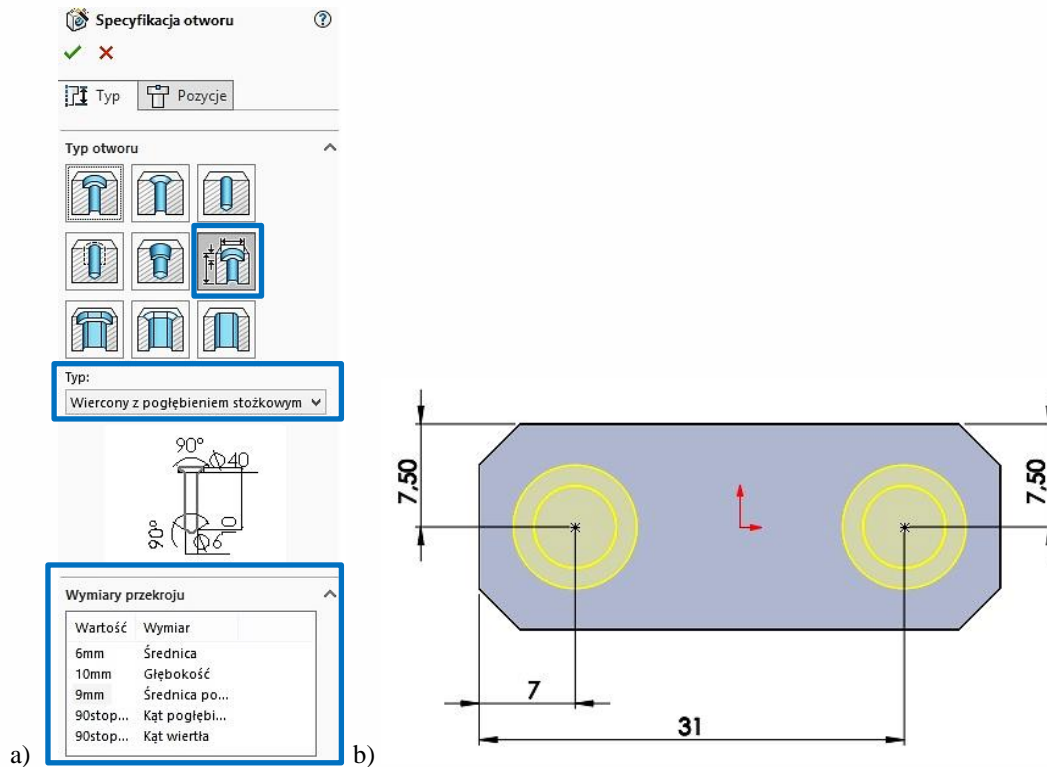 Specyfikacja otworu
?
Typ
Pozycje
Typ otworu
Typ:
Wiercony z pogłębieniem stożkowym
90°
Ø40
90°
Ø6
10
Wymiary przekroju
Wartość Wymiar
6mm Średnica
10mm Głębokość
9mm Średnica po...
90stop... Kąt pogłębi...
90stop... Kąt wiertła
a)
7,50
7,50
7
31
b)